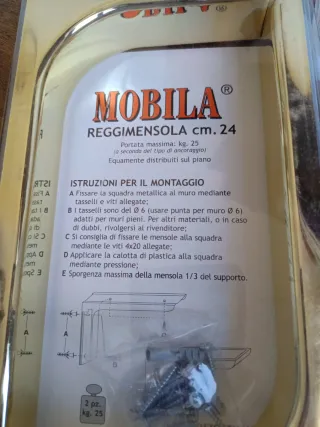 MOBILA®
REGGIMENSOLA cm. 24
Portata massima: kg. 25
(a seconda del tipo di ancoraggio)
Equamente distribuiti sul piano
ISTRUZIONI PER IL MONTAGGIO
A Fissare la squadra metallica al muro mediante
tasselli e viti allegate;
B I tasselli sono del Ø 6 (usare punta per muro Ø 6)
adatti per muri pieni. Per altri materiali, o in caso
di dubbi, rivolgersi al rivenditore;
C Si consiglia di fissare le mensole alla squadra
mediante le viti 4x20 allegate;
D Applicare la calotta di plastica alla squadra
mediante pressione;
E Sporgenza massima della mensola 1/3 del supporto.
A
2 pz.
kg. 25